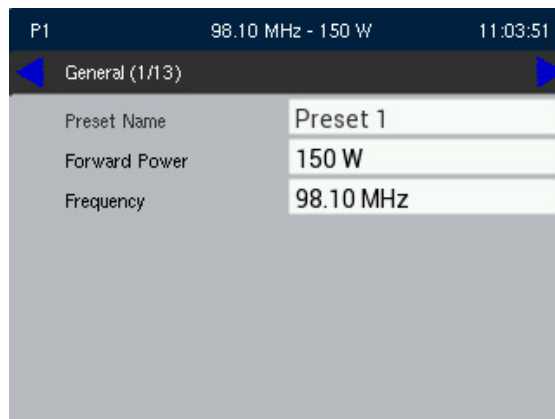 P1 98.10 MHz - 150 W 11:03:51
General (1/13)
Preset Name Preset 1
Forward Power 150 W
Frequency 98.10 MHz